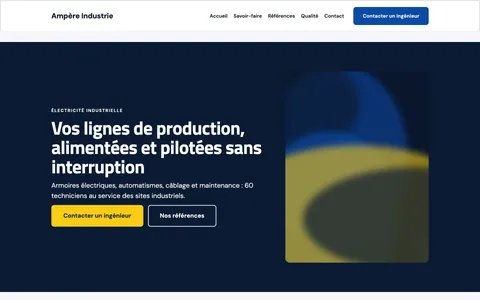 Ampère Industrie
Accueil Savoir-faire Références Qualité Contact Contacter un ingénieur
ÉLECTRICITÉ INDUSTRIELLE
Vos lignes de production,
alimentées et pilotées sans
interruption
Armoires électriques, automatismes, câblage et maintenance : 60
techniciens au service des sites industriels.
Contacter un ingénieur Nos références